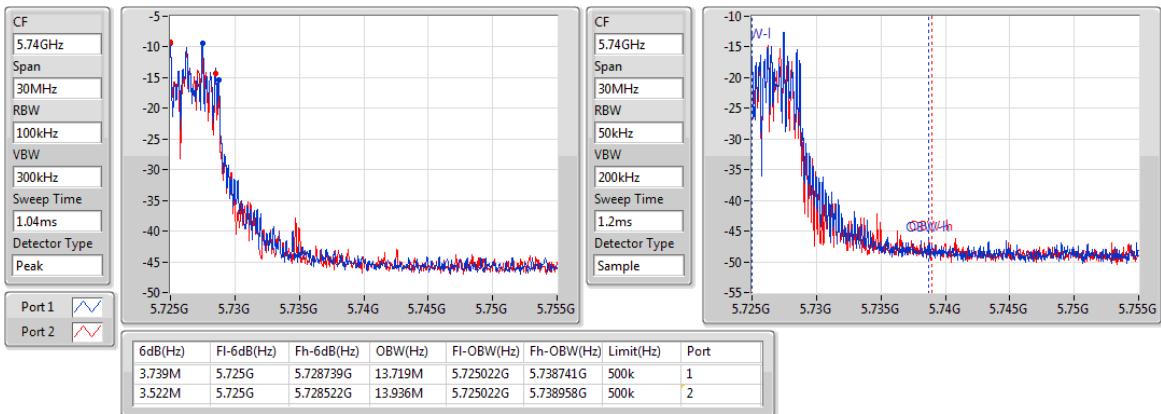 CF
5.74GHz
Span
30MHz
RBW
100kHz
VBW
300kHz
Sweep Time
1.04ms
Detector Type
Peak
Port 1
Port 2
-5-
-10-
-15-
-20-
-25-
-30-
-35-
-40-
-45-
-50-
5.725G 5.73G 5.735G 5.74G 5.745G 5.75G 5.755G
CF
5.74GHz
Span
30MHz
RBW
50kHz
VBW
200kHz
Sweep Time
1.2ms
Detector Type
Sample
-10-
-15-
-20-
-25-
-30-
-35-
-40-
-45-
-50-
-55-
5.725G 5.73G 5.735G 5.74G 5.745G 5.75G 5.755G
6dB(Hz) Fl-6dB(Hz) Fh-6dB(Hz) OBW(Hz) Fl-OBW(Hz) Fh-OBW(Hz) Limit(Hz) Port
3.739M 5.725G 5.728739G 13.719M 5.725022G 5.738741G 500k 1
3.522M 5.725G 5.728522G 13.936M 5.725022G 5.738958G 500k 2